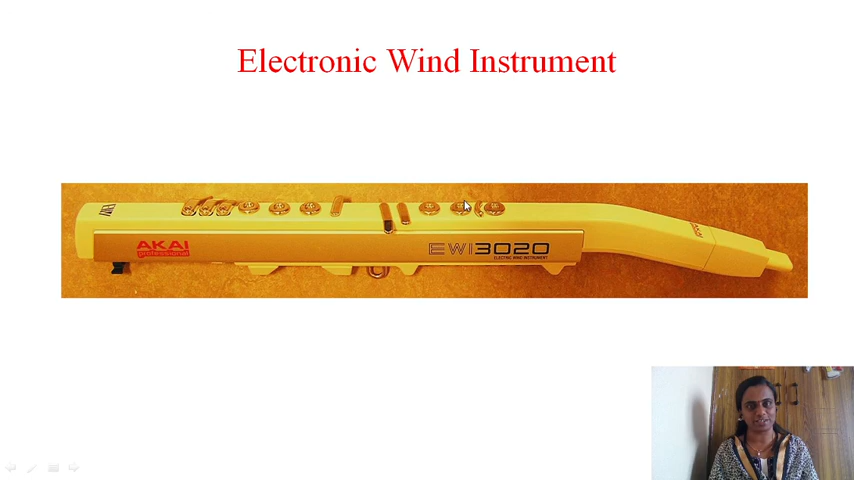 Electronic Wind Instrument
AKAI
professional
EWI3020
ELECTRIC WIND INSTRUMENT